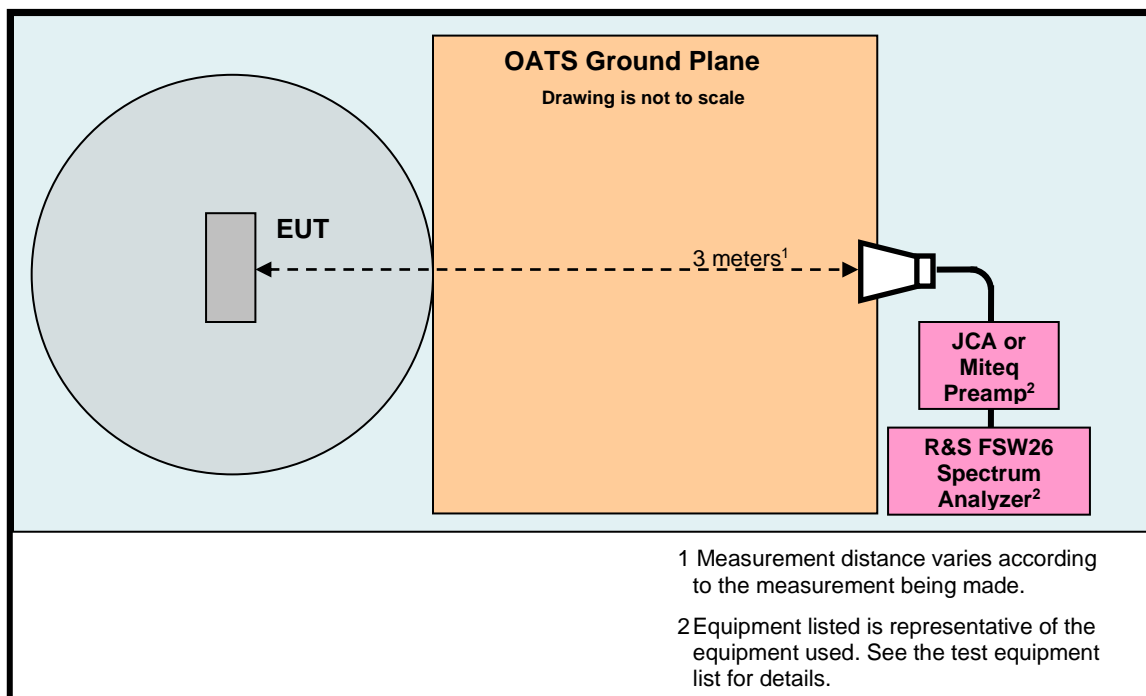 OATS Ground Plane
Drawing is not to scale
EUT
3 meters¹
JCA or
Miteq
Preamp²
R&S FSW26
Spectrum
Analyzer²
1 Measurement distance varies according
to the measurement being made.
2 Equipment listed is representative of the
equipment used. See the test equipment
list for details.